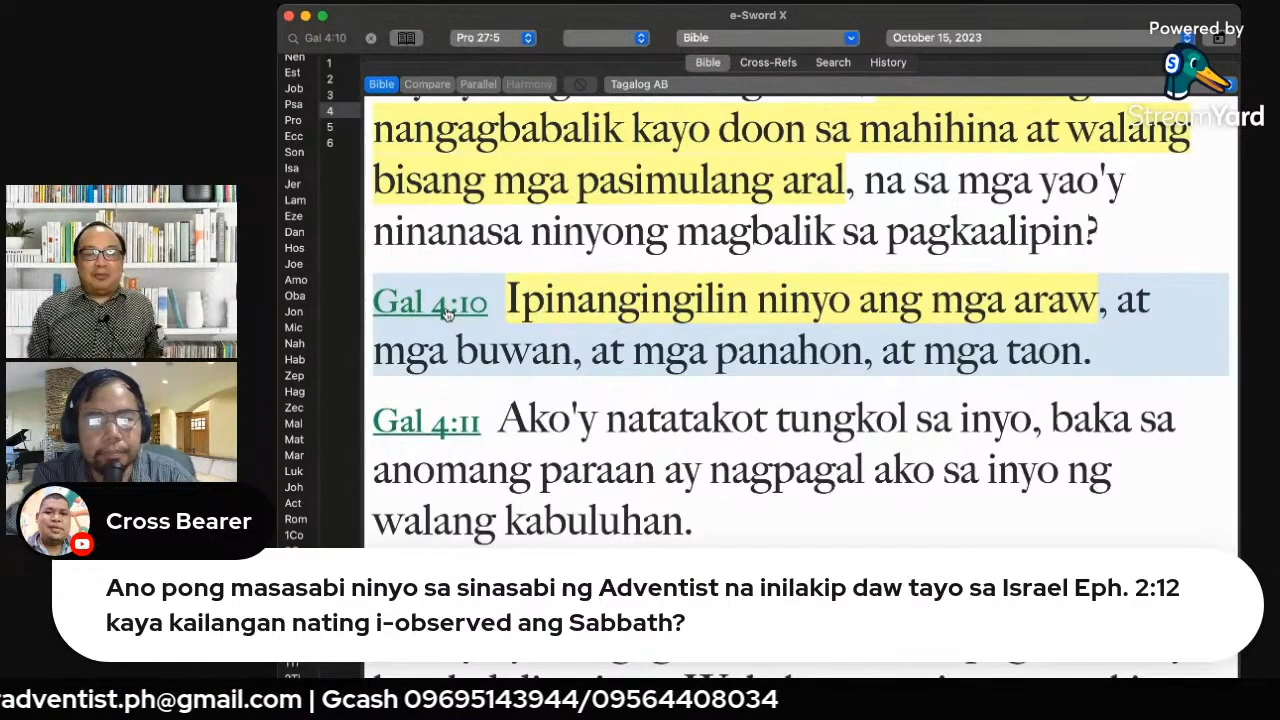 e-Sword X
Gal 4:10
Pro 27:5
Bible
October 15, 2023
Powered by
StreamYard
Bible Cross-Refs Search History
Bible Compare Parallel Harmony
Tagalog AB
Neh
Est
Job
Psa
Pro
Ecc
Son
Isa
Jer
Lam
Eze
Dan
Hos
Joe
Amo
Oba
Jon
Mic
Nah
Hab
Zep
Hag
Zec
Mal
Mat
Mar
Luk
Joh
Act
Rom
1Co
1
2
3
4
5
6
nangagbabalik kayo doon sa mahihina at walang
bisang mga pasimulang aral, na sa mga yao'y
ninanasa ninyong magbalik sa pagkaalipin?
Gal 4:10 Ipinangingilin ninyo ang mga araw, at
mga buwan, at mga panahon, at mga taon.
Gal 4:11 Ako'y natatakot tungkol sa inyo, baka sa
anomang paraan ay nagpagal ako sa inyo ng
walang kabuluhan.
Cross Bearer
Ano pong masasabi ninyo sa sinasabi ng Adventist na inilakip daw tayo sa Israel Eph. 2:12
kaya kailangan nating i-observed ang Sabbath?
adventist.ph@gmail.com | Gcash 09695143944/09564408034